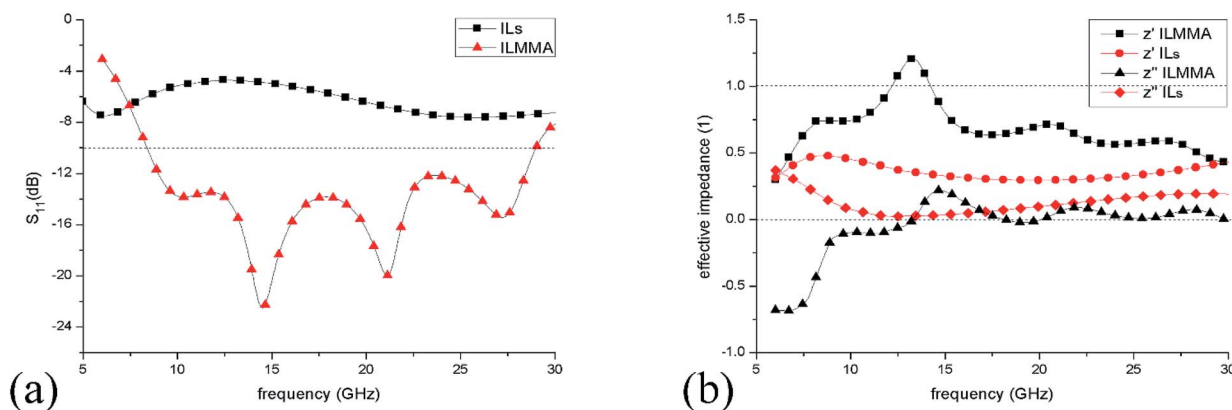 0
-4
-8
-12
-16
-20
-24
S11(dB)
5
10
15
20
25
30
frequency (GHz)
ILs
ILMMA
(a)
1.5
1.0
0.5
0.0
-0.5
-1.0
effective impedance (1)
5
10
15
20
25
30
frequency (GHz)
z' ILMMA
z' ILs
z'' ILMMA
z'' ILs
(b)